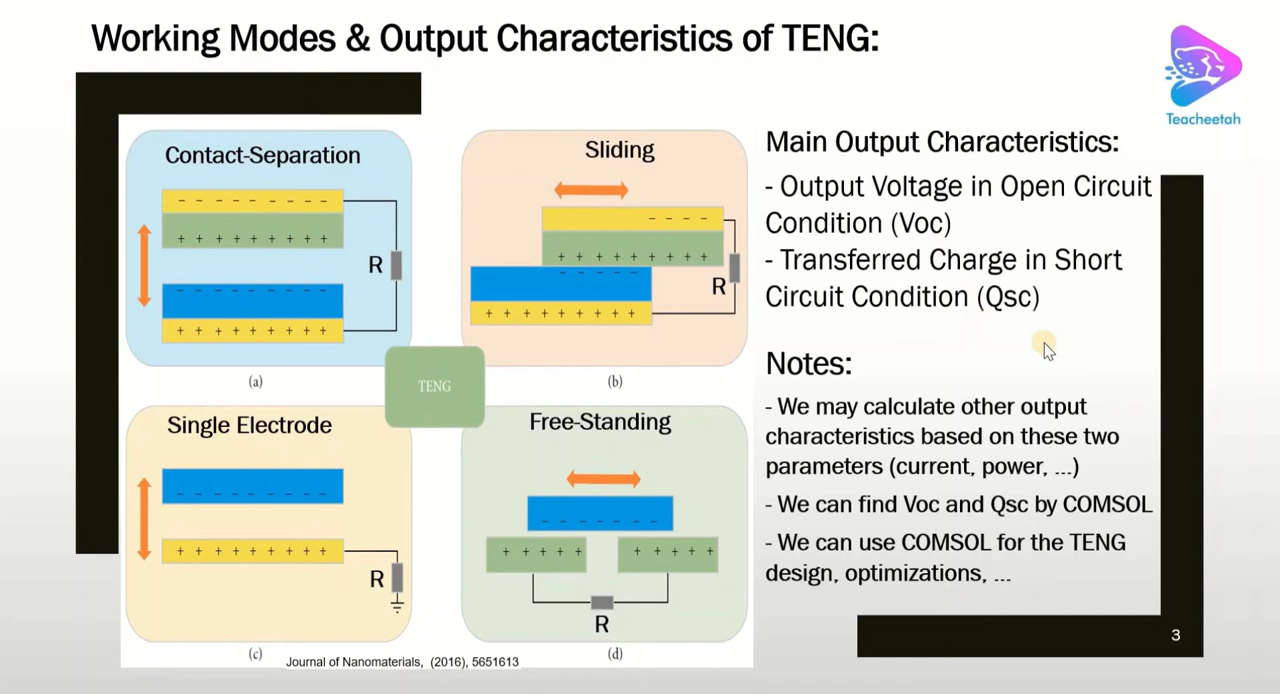 Working Modes & Output Characteristics of TENG:
Teacheetah
Contact-Separation
- - - - - - - - -
+ + + + + + + + +
R
- - - - - - - - -
+ + + + + + + + +
(a)
Sliding
- - - -
+ + + + + + + + +
- - - - - - -
R
+ + + + + + + + +
(b)
TENG
Single Electrode
- - - - - - - - -
+ + + + + + + + +
R
(c)
Free-Standing
- - - - - - -
+ + + + +
+ + + + +
R
(d)
Journal of Nanomaterials, (2016), 5651613
Main Output Characteristics:
- Output Voltage in Open Circuit
Condition (Voc)
- Transferred Charge in Short
Circuit Condition (Qsc)
Notes:
- We may calculate other output
characteristics based on these two
parameters (current, power, ...)
- We can find Voc and Qsc by COMSOL
- We can use COMSOL for the TENG
design, optimizations, ...
3